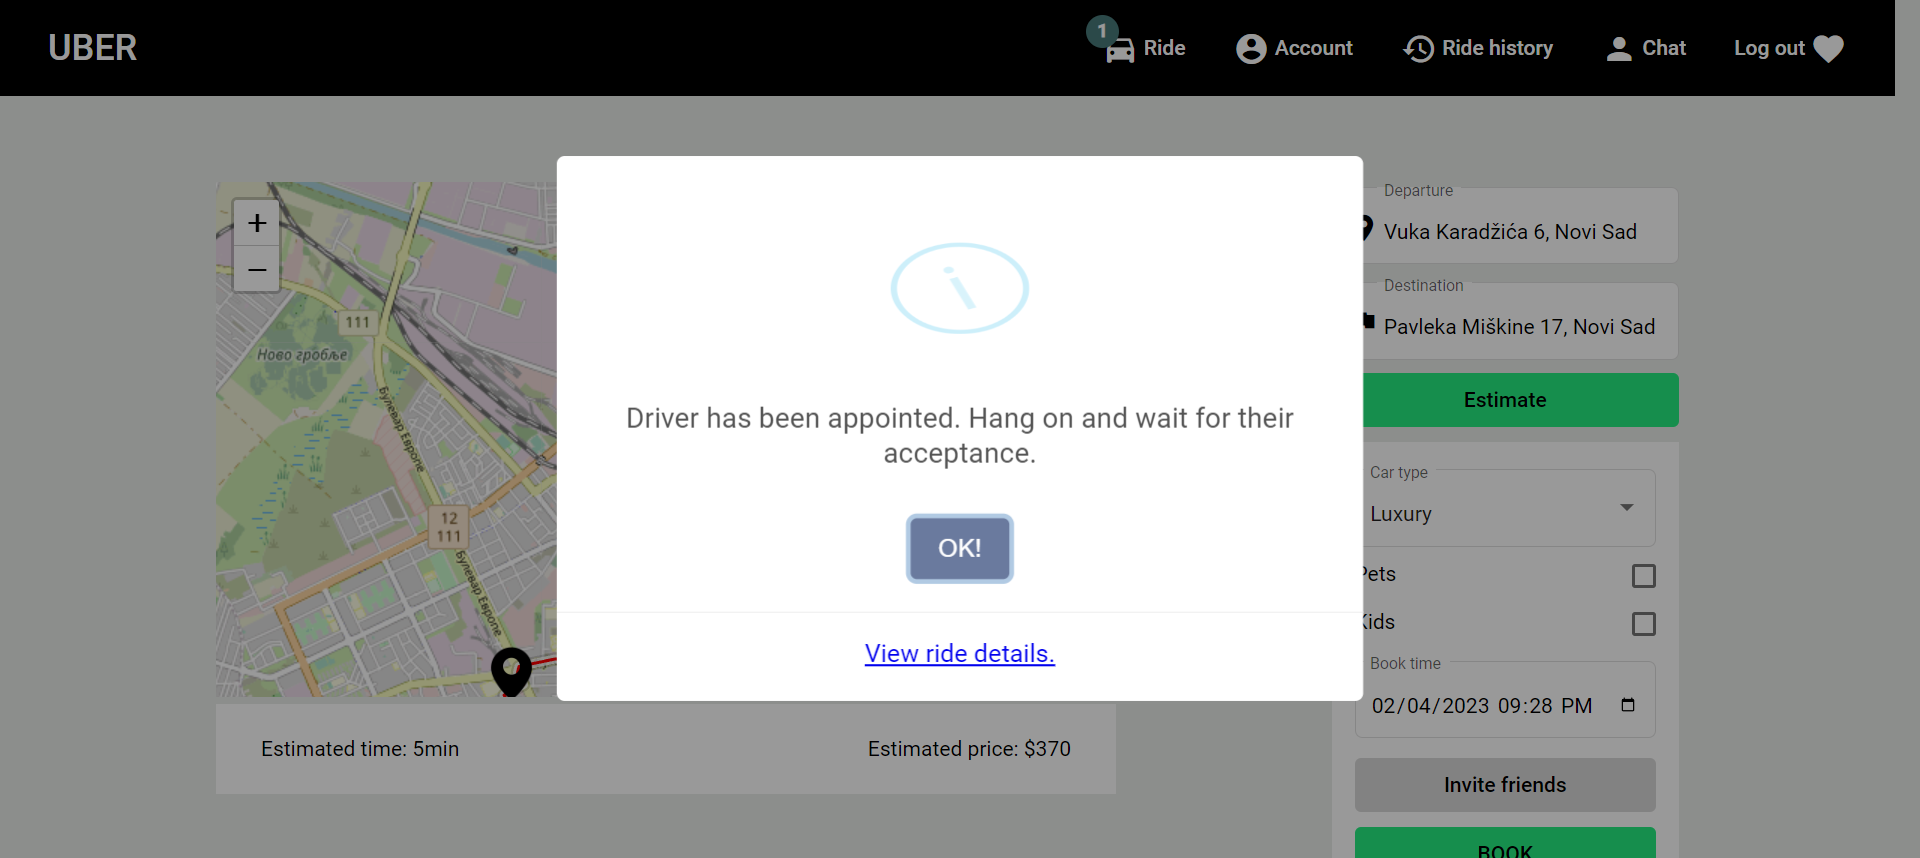 UBER
1
Ride
Account
Ride history
Chat
Log out
+
−
111
Ново гробље
Булевар Европе
12
111
Булевар Европе
Driver has been appointed. Hang on and wait for their
acceptance.
OK!
View ride details.
Estimated time: 5min
Estimated price: $370
Departure
Vuka Karadžića 6, Novi Sad
Destination
Pavleka Miškine 17, Novi Sad
Estimate
Car type
Luxury
Pets
Kids
Book time
02/04/2023 09:28 PM
Invite friends
BOOK